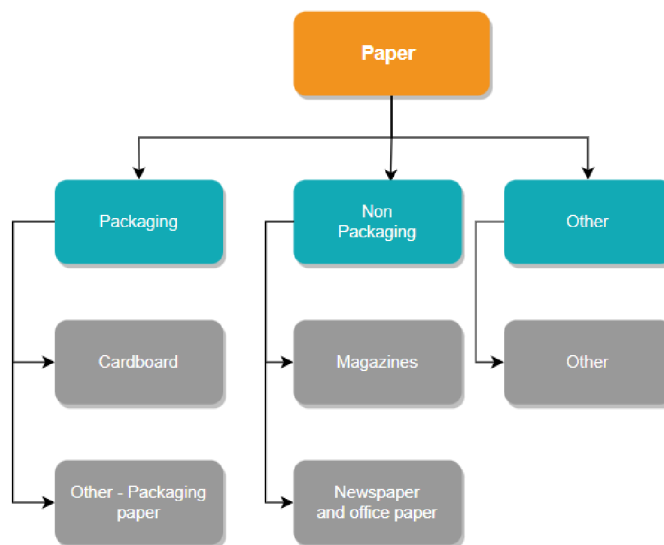 Paper
Packaging
Non
Packaging
Other
Cardboard
Magazines
Other
Other - Packaging
paper
Newspaper
and office paper